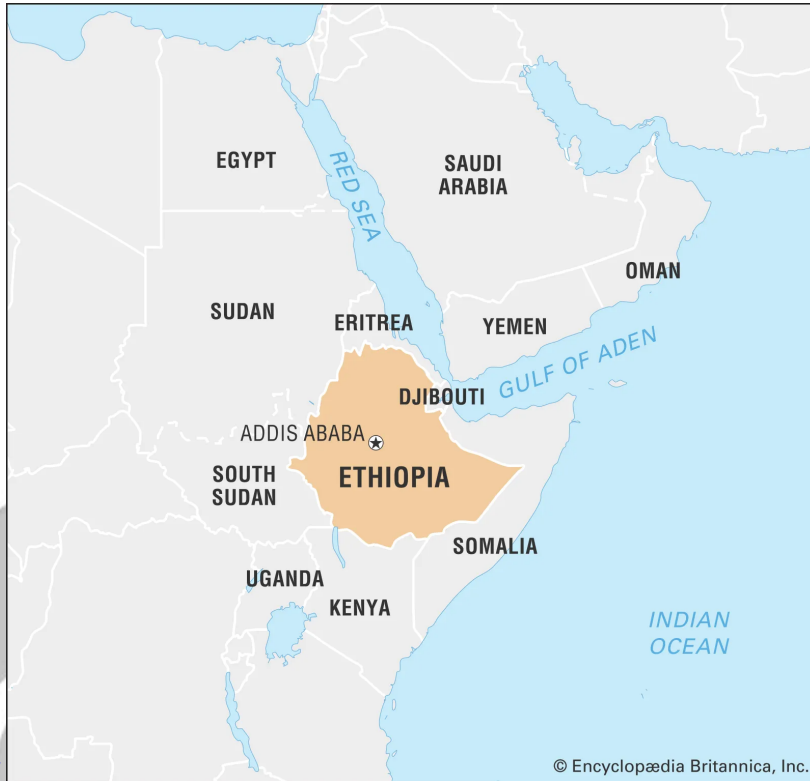 EGYPT
RED SEA
SAUDI
ARABIA
OMAN
SUDAN
ERITREA
YEMEN
GULF OF ADEN
DJIBOUTI
ADDIS ABABA
ETHIOPIA
SOUTH
SUDAN
SOMALIA
UGANDA
KENYA
INDIAN
OCEAN
© Encyclopædia Britannica, Inc.